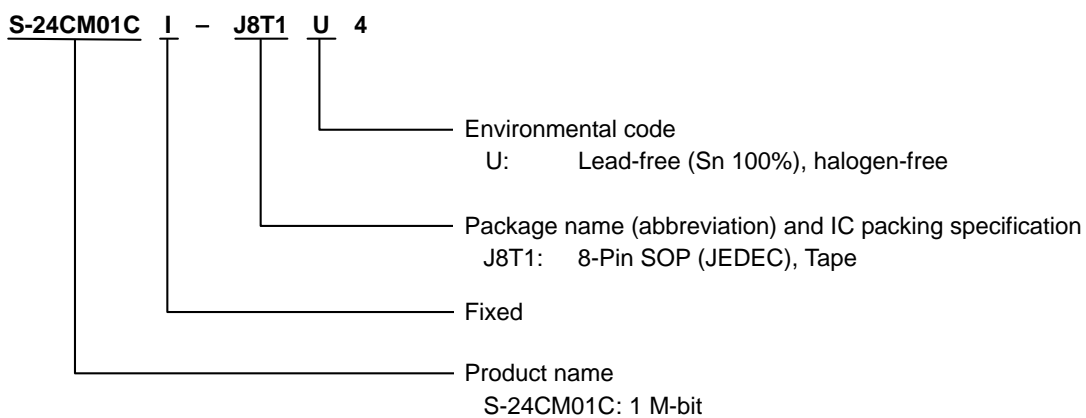 S-24CM01C I – J8T1 U 4
Environmental code
U: Lead-free (Sn 100%), halogen-free
Package name (abbreviation) and IC packing specification
J8T1: 8-Pin SOP (JEDEC), Tape
Fixed
Product name
S-24CM01C: 1 M-bit